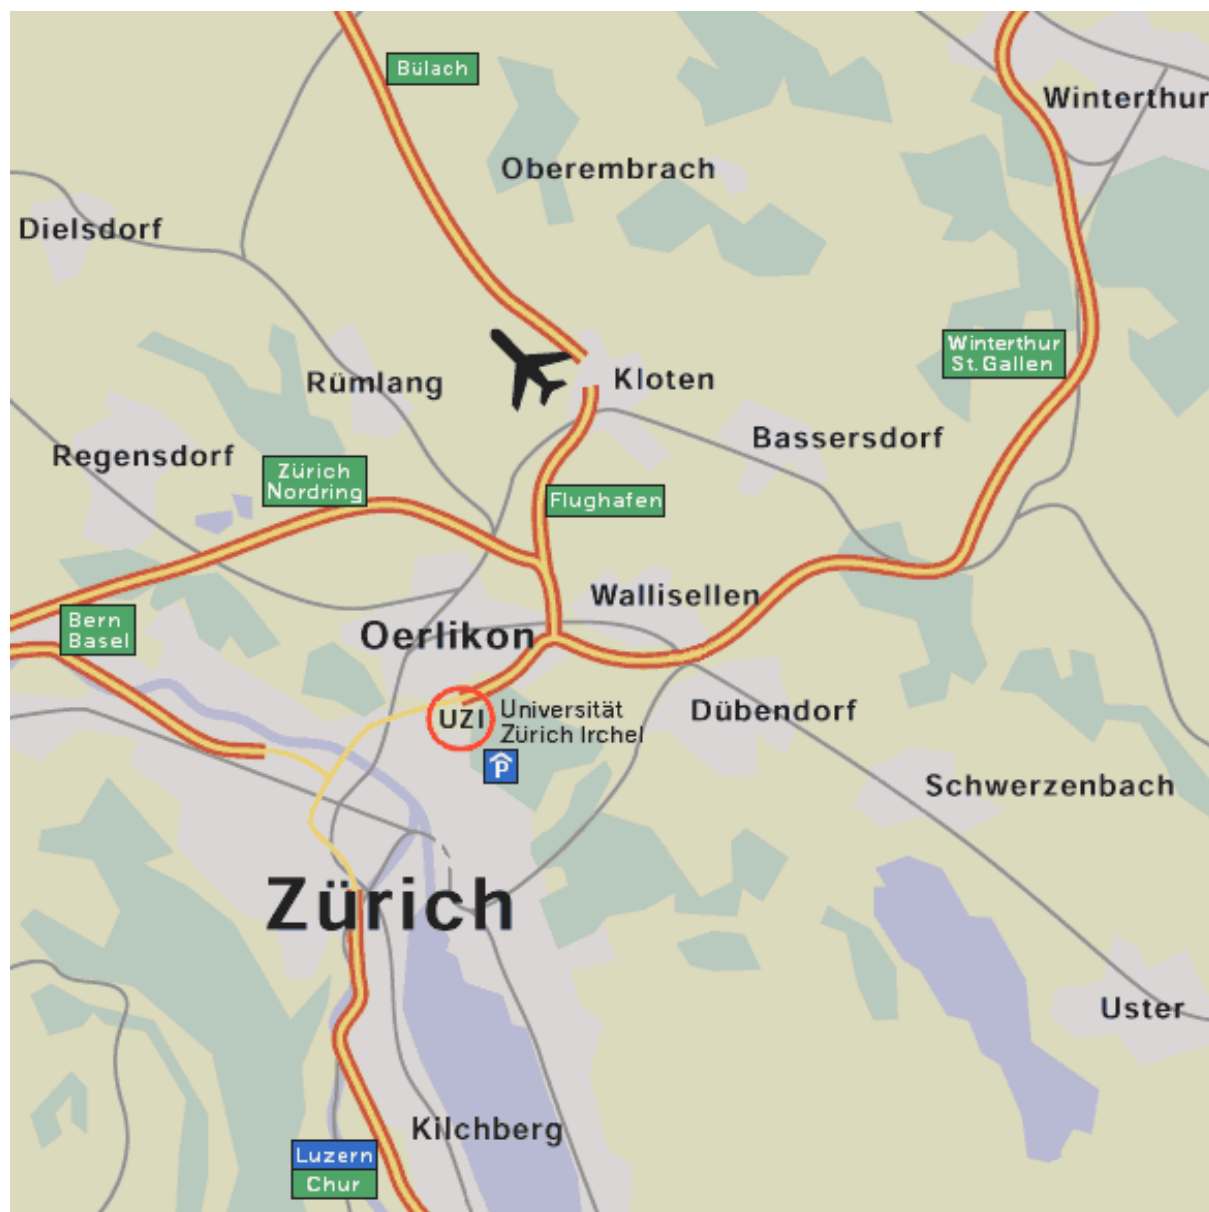 Bülach
Winterthur
Oberembrach
Dielsdorf
Winterthur
St.Gallen
Rümlang
Kloten
Bassersdorf
Regensdorf
Zürich
Nordring
Flughafen
Wallisellen
Bern
Basel
Oerlikon
UZI
Universität
Zürich Irchel
Dübendorf
P
Schwerzenbach
Zürich
Uster
Kilchberg
Luzern
Chur